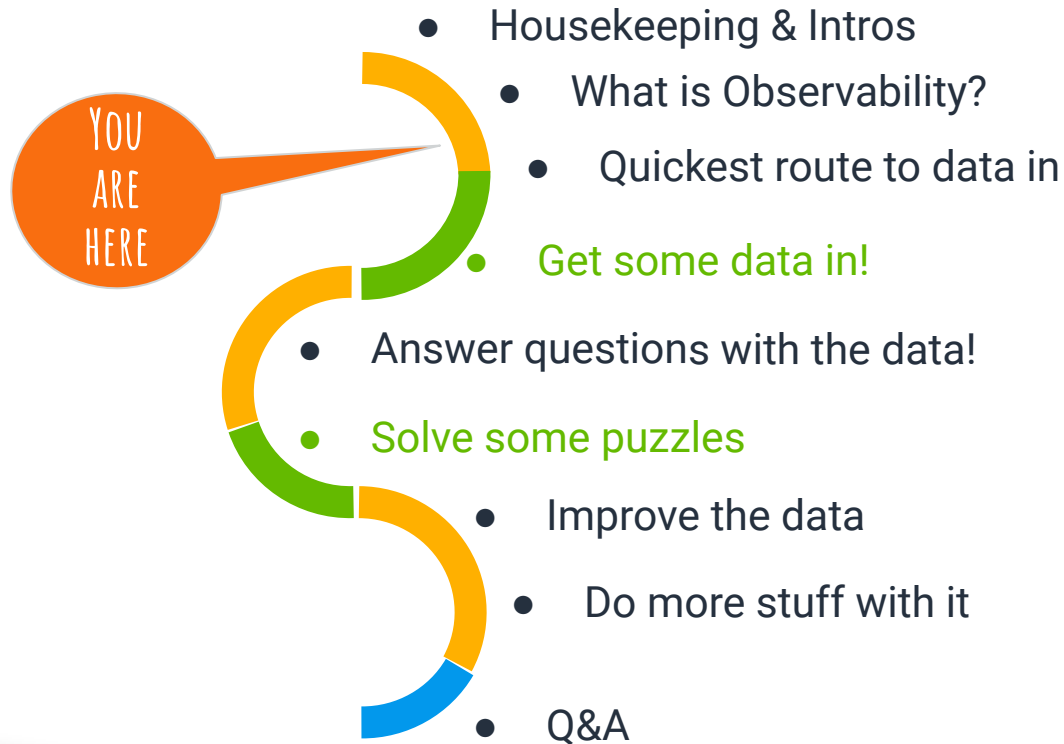 Housekeeping & Intros
What is Observability?
YOU
ARE
HERE
Quickest route to data in
Get some data in!
Answer questions with the data!
Solve some puzzles
Improve the data
Do more stuff with it
Q&A